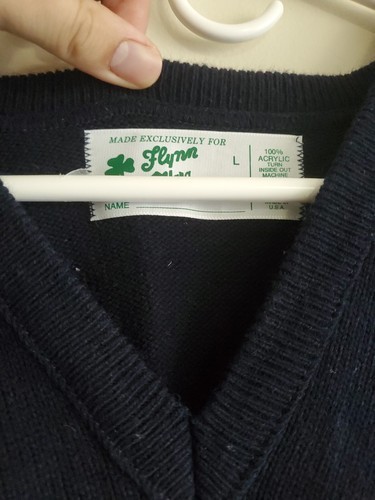 MADE EXCLUSIVELY FOR
Flynn
L
100%
ACRYLIC
TURN
INSIDE OUT
MACHINE
U.S.A.
NAME